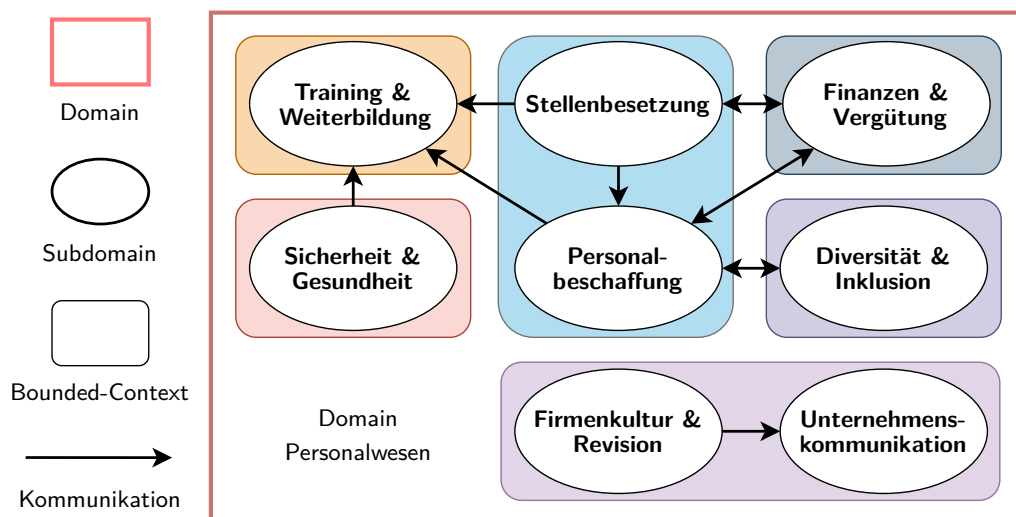 Domain
Subdomain
Bounded-Context
Kommunikation
Training &
Weiterbildung
Stellenbesetzung
Finanzen &
Vergütung
Sicherheit &
Gesundheit
Personal-
beschaffung
Diversität &
Inklusion
Domain
Personalwesen
Firmenkultur &
Revision
Unternehmens-
kommunikation